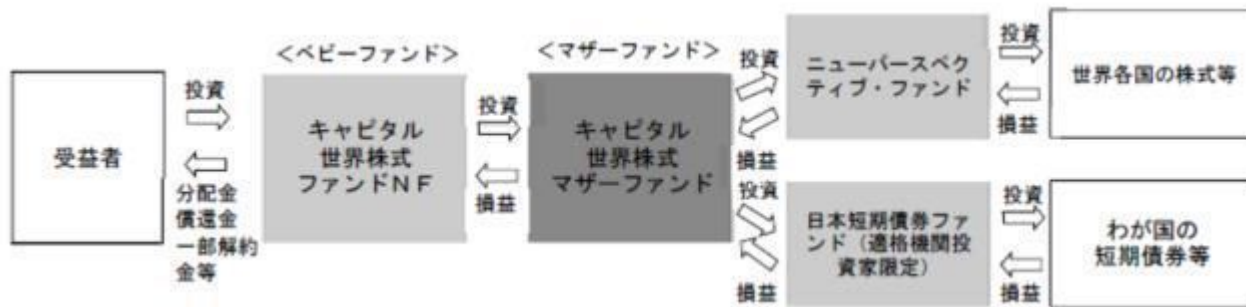 ＜ベビーファンド＞
＜マザーファンド＞
受益者
投資
分配金
償還金
一部解約
金等
キャピタル
世界株式
ファンドＮＦ
投資
損益
キャピタル
世界株式
マザーファンド
投資
損益
ニューパースペク
ティブ・ファンド
投資
損益
世界各国の株式等
投資
損益
日本短期債券ファ
ンド（適格機関投
資家限定）
投資
損益
わが国の
短期債券等